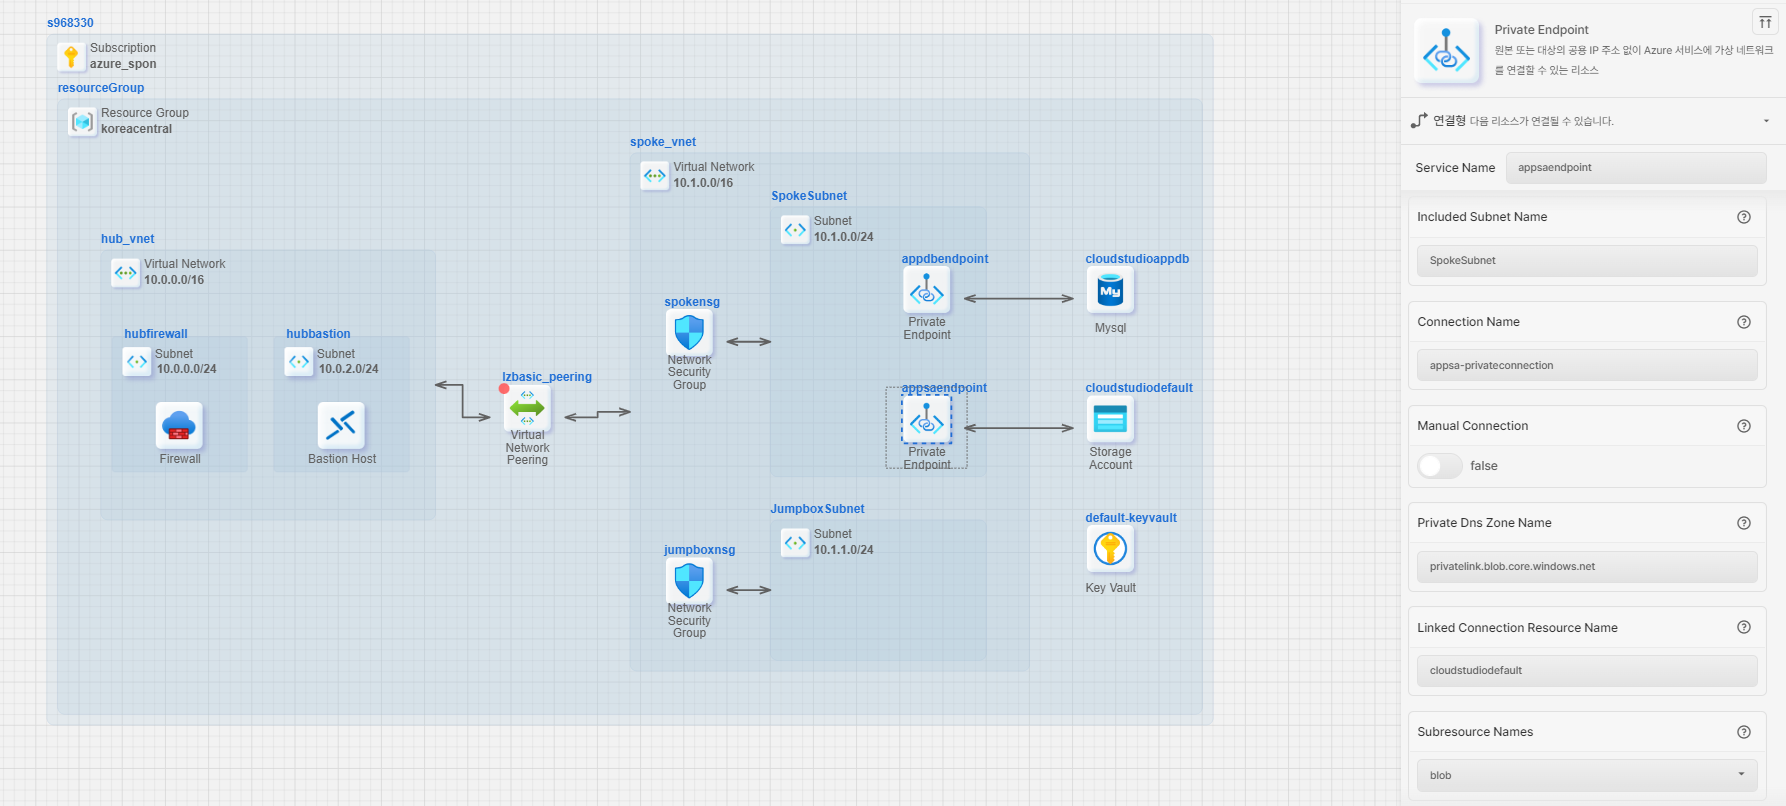 s968330
Subscription
azure_spon
resourceGroup
Resource Group
koreacentral
hub_vnet
Virtual Network
10.0.0.0/16
hubfirewall
Subnet
10.0.0.0/24
Firewall
hubbastion
Subnet
10.0.2.0/24
Bastion Host
lzbasic_peering
Virtual
Network
Peering
spoke_vnet
Virtual Network
10.1.0.0/16
spokensg
Network
Security
Group
jumpboxnsg
Network
Security
Group
SpokeSubnet
Subnet
10.1.0.0/24
appdbendpoint
Private
Endpoint
appsaendpoint
Private
Endpoint
JumpboxSubnet
Subnet
10.1.1.0/24
cloudstudioappdb
My
Mysql
cloudstudiodefault
Storage
Account
default-keyvault
Key Vault
Private Endpoint
원본 또는 대상의 공용 IP 주소 없이 Azure 서비스에 가상 네트워크
를 연결할 수 있는 리소스
연결형 다음 리소스가 연결될 수 있습니다.
Service Name
appsaendpoint
Included Subnet Name
SpokeSubnet
Connection Name
appsa-privateconnection
Manual Connection
false
Private Dns Zone Name
privatelink.blob.core.windows.net
Linked Connection Resource Name
cloudstudiodefault
Subresource Names
blob